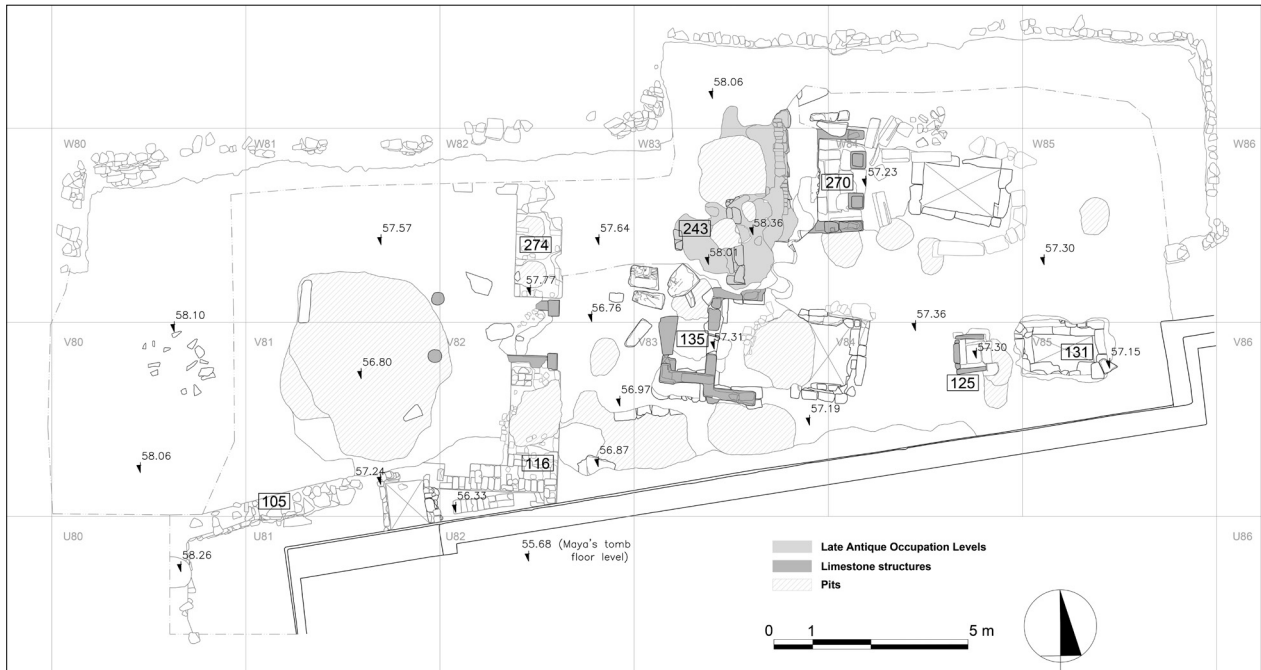 58.06
W80
W81
W82
W83
W84
W85
W86
270
57.23
58.36
243
58.01
57.57
274
57.64
57.30
57.77
56.76
58.10
57.36
V80
V81
V82
V83
V84
V85
V86
135
57.31
57.30
131
57.15
125
56.80
56.97
57.19
58.06
116
56.87
57.24
105
56.33
U80
U81
U82
U86
55.68 (Maya's tomb
floor level)
58.26
Late Antique Occupation Levels
Limestone structures
Pits
0 1 5 m